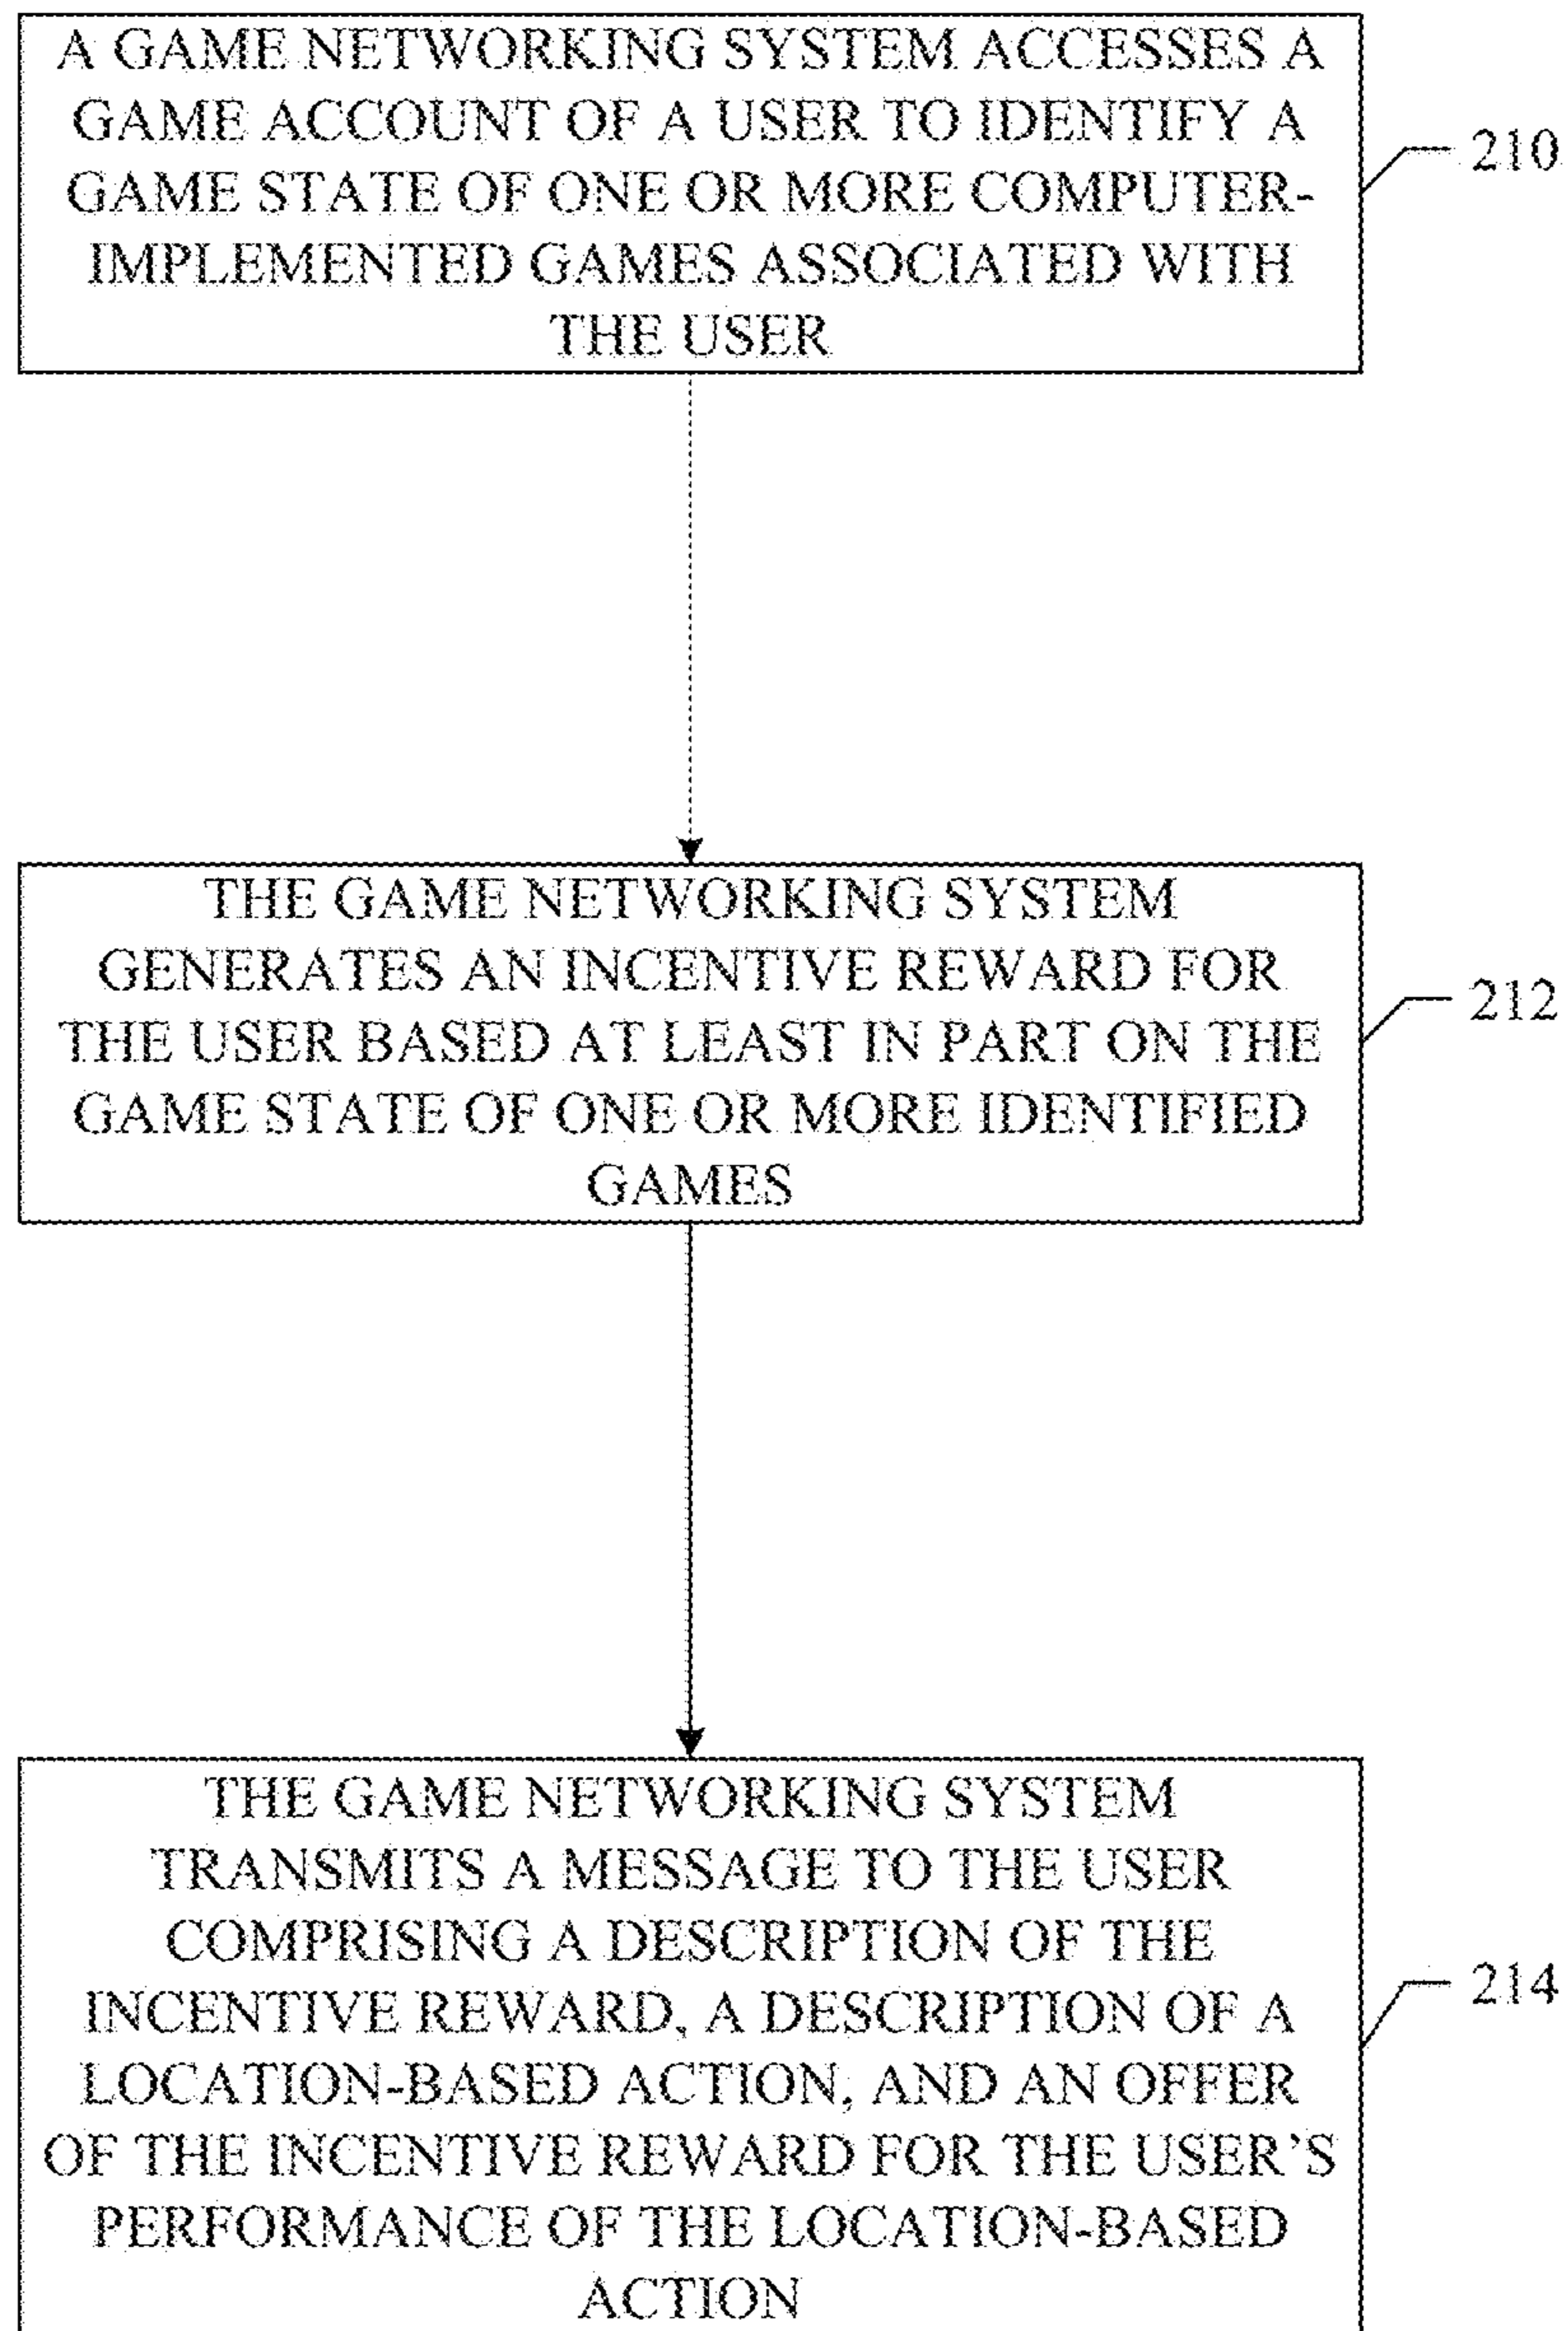 A GAME NETWORKING SYSTEM ACCESSES A
GAME ACCOUNT OF A USER TO IDENTIFY A
GAME STATE OF ONE OR MORE COMPUTER-
IMPLEMENTED GAMES ASSOCIATED WITH
THE USER
210
THE GAME NETWORKING SYSTEM
GENERATES AN INCENTIVE REWARD FOR
THE USER BASED AT LEAST IN PART ON THE
GAME STATE OF ONE OR MORE IDENTIFIED
GAMES
212
THE GAME NETWORKING SYSTEM
TRANSMITS A MESSAGE TO THE USER
COMPRISING A DESCRIPTION OF THE
INCENTIVE REWARD, A DESCRIPTION OF A
LOCATION-BASED ACTION, AND AN OFFER
OF THE INCENTIVE REWARD FOR THE USER’S
PERFORMANCE OF THE LOCATION-BASED
ACTION
214